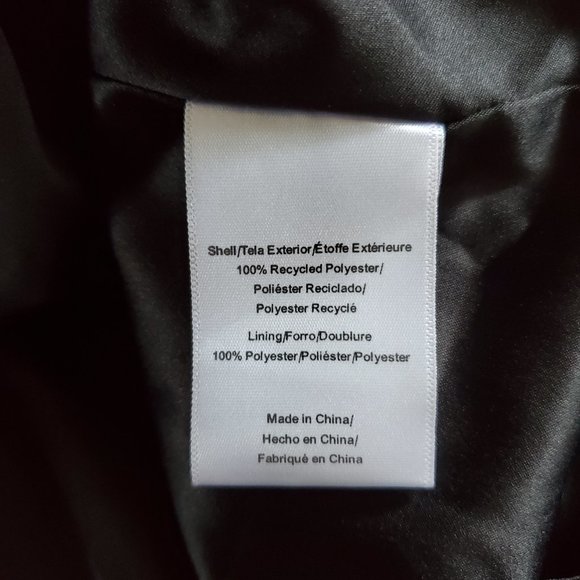 Shell/Tela Exterior/Étoffe Extérieure
100% Recycled Polyester/
Poliéster Reciclado/
Polyester Recyclé
Lining/Forro/Doublure
100% Polyester/Poliéster/Polyester
Made in China/
Hecho en China/
Fabriqué en China